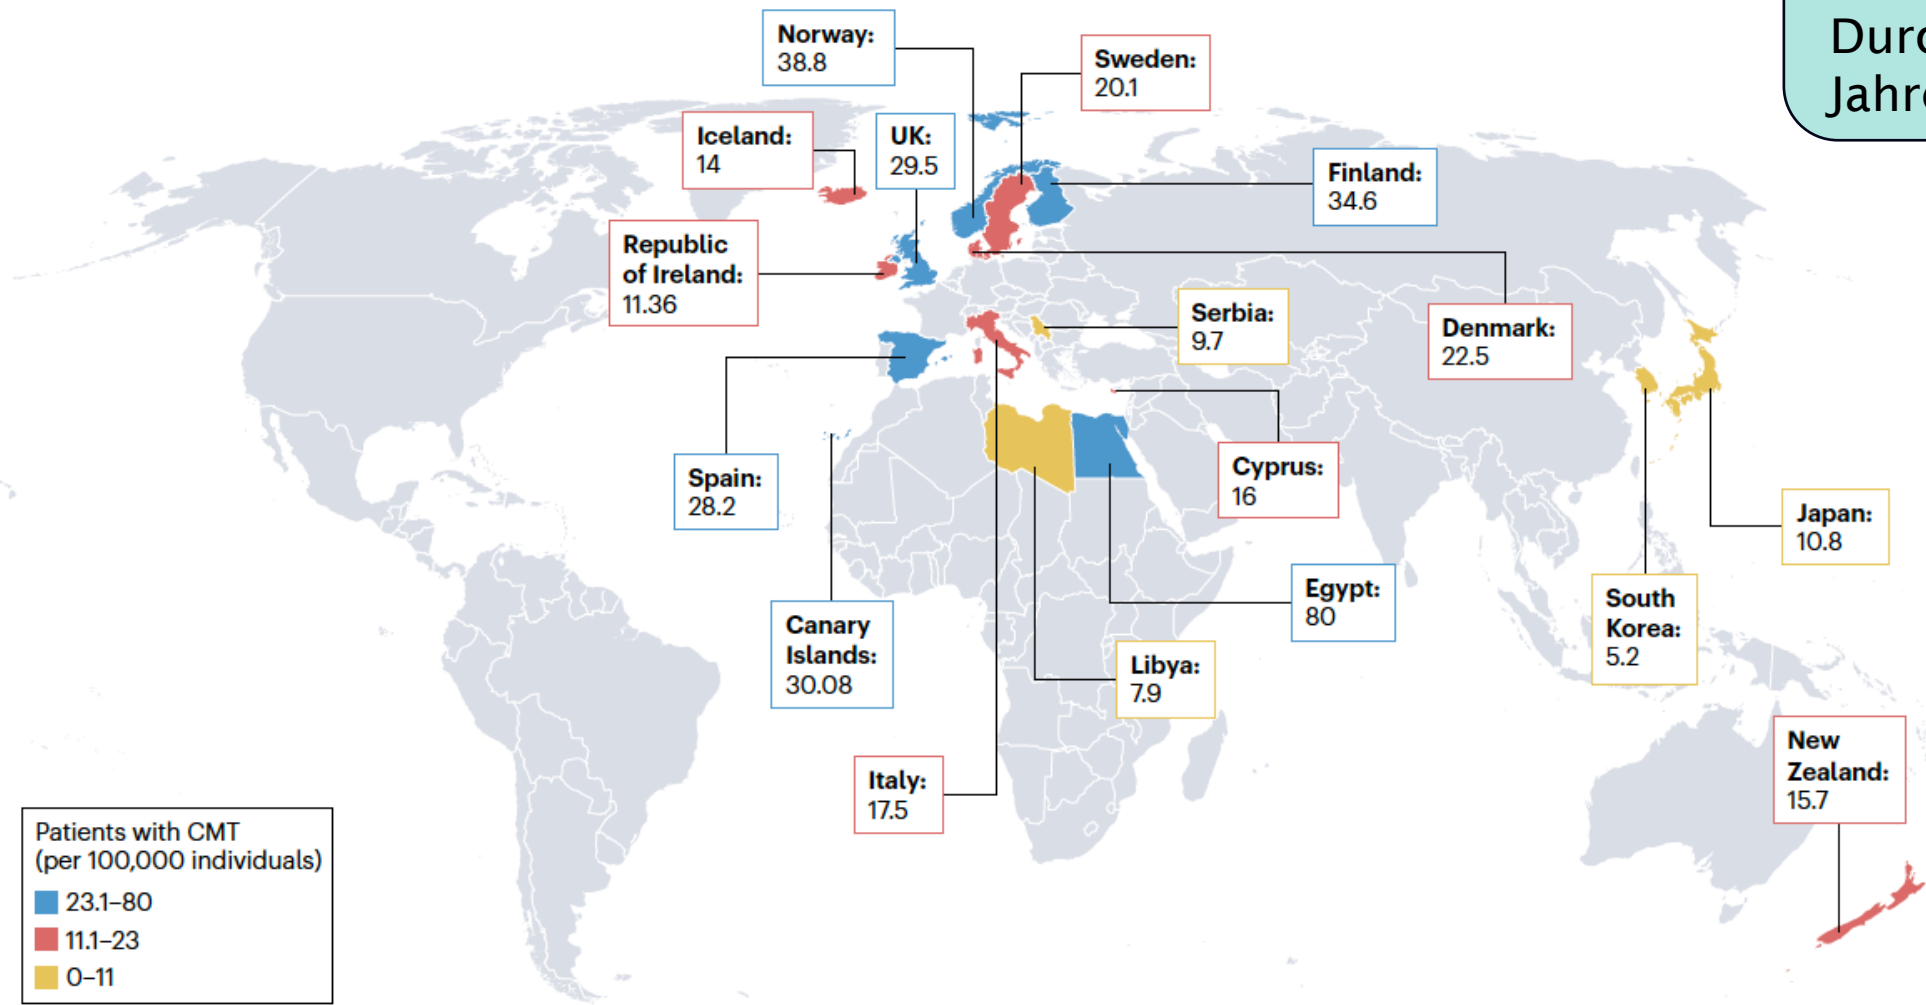 Norway:
38.8
Sweden:
20.1
Iceland:
14
UK:
29.5
Finland:
34.6
Republic
of Ireland:
11.36
Serbia:
9.7
Denmark:
22.5
Spain:
28.2
Cyprus:
16
Japan:
10.8
Canary
Islands:
30.08
Egypt:
80
South
Korea:
5.2
Libya:
7.9
Italy:
17.5
New
Zealand:
15.7
Patients with CMT
(per 100,000 individuals)
23.1–80
11.1–23
0–11